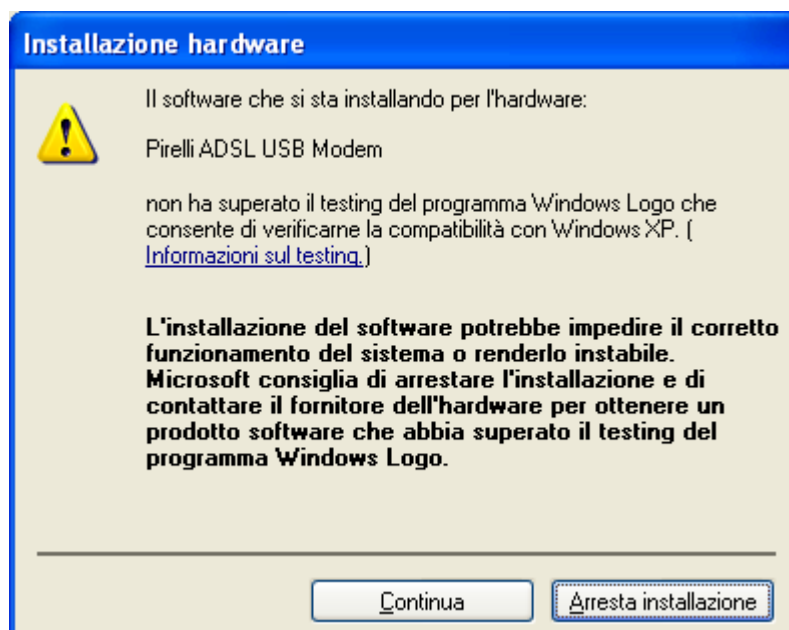 Installazione hardware
Il software che si sta installando per l'hardware:
Pirelli ADSL USB Modem
non ha superato il testing del programma Windows Logo che
consente di verificarne la compatibilità con Windows XP. (
Informazioni sul testing.)
L'installazione del software potrebbe impedire il corretto
funzionamento del sistema o renderlo instabile.
Microsoft consiglia di arrestare l'installazione e di
contattare il fornitore dell'hardware per ottenere un
prodotto software che abbia superato il testing del
programma Windows Logo.
Continua
Arresta installazione